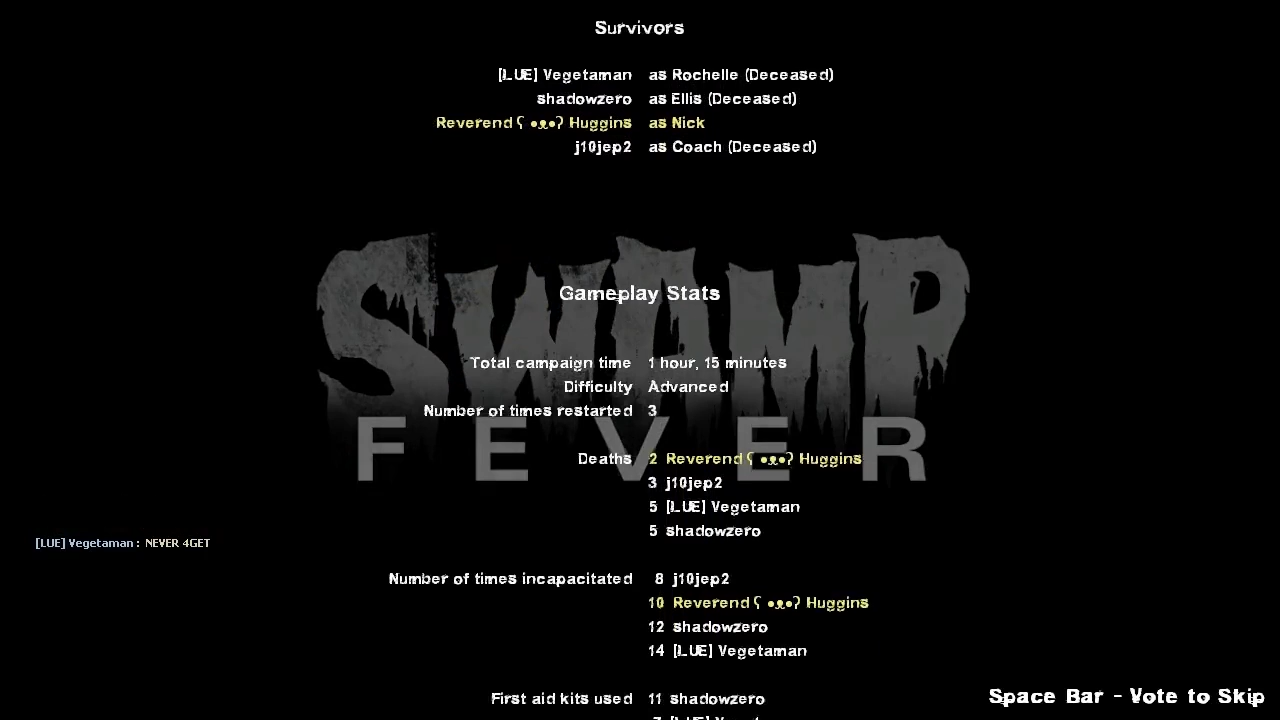 Survivors
[LUE] Vegetaman as Rochelle (Deceased)
shadowzero as Ellis (Deceased)
Reverend ʕ •ᴥ•ʔ Huggins as Nick
j10jep2 as Coach (Deceased)
SWAMP
FEVER
Gameplay Stats
Total campaign time 1 hour, 15 minutes
Difficulty Advanced
Number of times restarted 3
Deaths 2 Reverend ʕ •ᴥ•ʔ Huggins
3 j10jep2
5 [LUE] Vegetaman
5 shadowzero
[LUE] Vegetaman : NEVER 4GET
Number of times incapacitated 8 j10jep2
10 Reverend ʕ •ᴥ•ʔ Huggins
12 shadowzero
14 [LUE] Vegetaman
First aid kits used 11 shadowzero
Space Bar - Vote to Skip